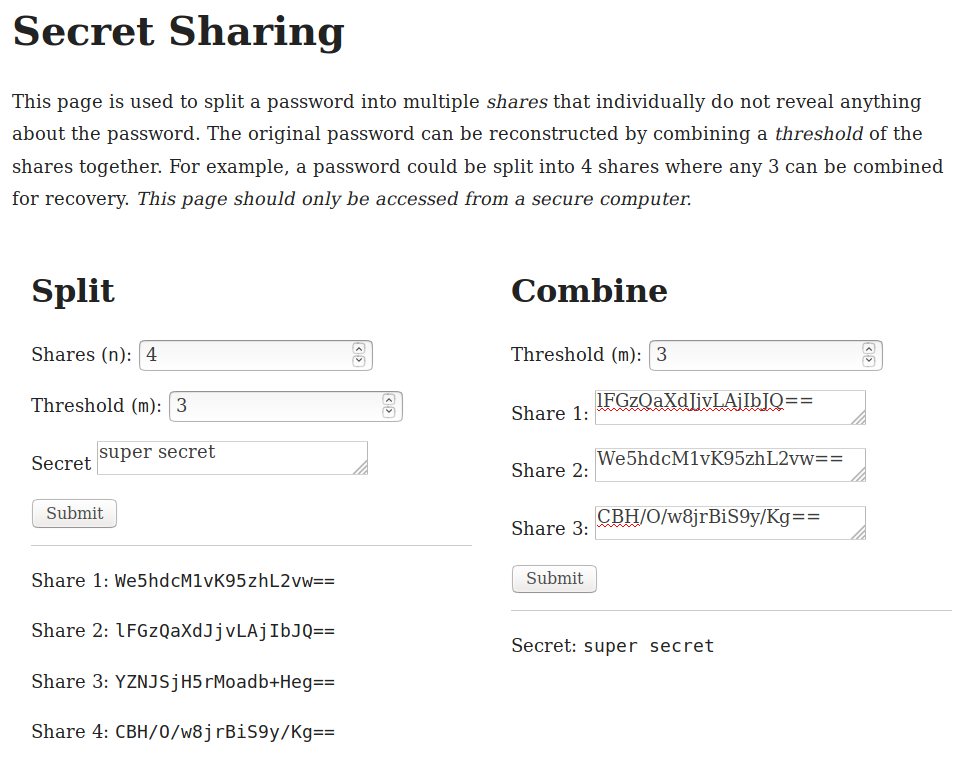 Secret Sharing
This page is used to split a password into multiple shares that individually do not reveal anything
about the password. The original password can be reconstructed by combining a threshold of the
shares together. For example, a password could be split into 4 shares where any 3 can be combined
for recovery. This page should only be accessed from a secure computer.
Split
Shares (n): 4
Threshold (m): 3
Secret super secret
Submit
Share 1: We5hdcM1vK95zhL2vw==
Share 2: lFGzQaXdJjvLAjIbJQ==
Share 3: YZNJSjH5rMoadb+Heg==
Share 4: CBH/O/w8jrBiS9y/Kg==
Combine
Threshold (m): 3
Share 1: lFGzQaXdJjvLAjIbJQ==
Share 2: We5hdcM1vK95zhL2vw==
Share 3: CBH/O/w8jrBiS9y/Kg==
Submit
Secret: super secret